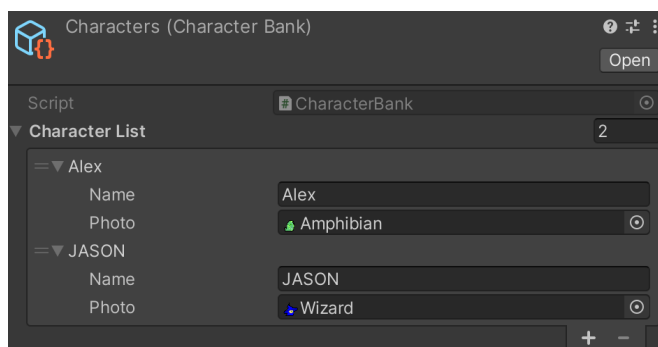 Characters (Character Bank)
Open
Script
CharacterBank
Character List
2
Alex
Name
Alex
Photo
Amphibian
JASON
Name
JASON
Photo
Wizard